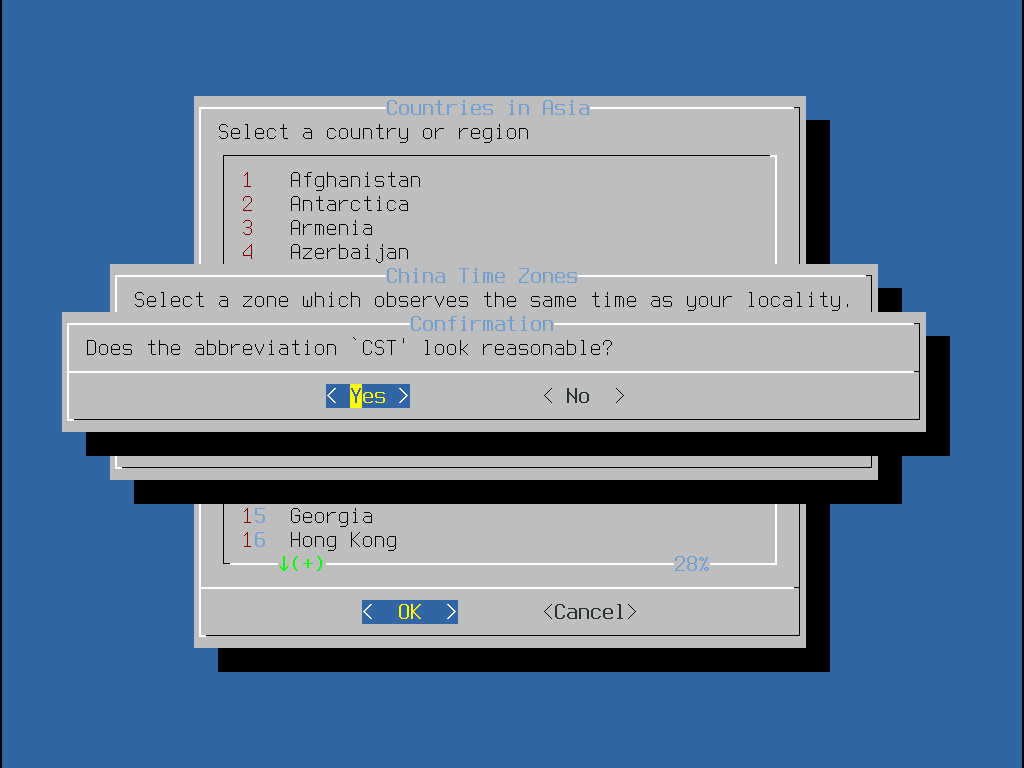 Countries in Asia
Select a country or region
1 Afghanistan
2 Antarctica
3 Armenia
4 Azerbaijan
China Time Zones
Select a zone which observes the same time as your locality.
Confirmation
Does the abbreviation `CST' look reasonable?
< Yes > < No >
15 Georgia
16 Hong Kong
↓(+) 28%
< OK > <Cancel>